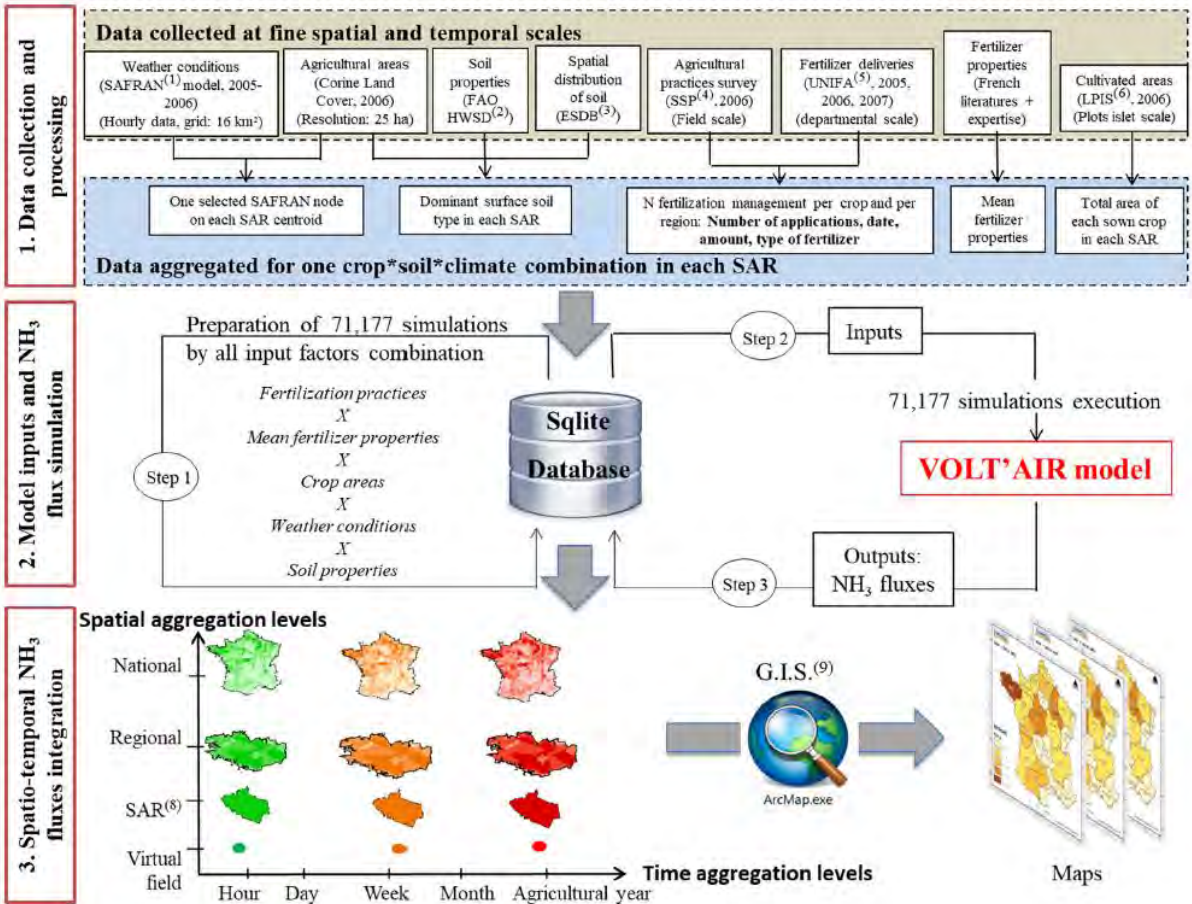 1. Data collection and
processing
Data collected at fine spatial and temporal scales
Weather conditions
(SAFRAN(1) model, 2005-
2006)
(Hourly data, grid: 16 km²)
Agricultural areas
(Corine Land
Cover, 2006)
(Resolution: 25 ha)
Soil
properties
(FAO
HWSD(2))
Spatial
distribution
of soil
(ESDB(3))
Agricultural
practices survey
(SSP(4), 2006)
(Field scale)
Fertilizer deliveries
(UNIFA(5), 2005,
2006, 2007)
(departmental scale)
Fertilizer
properties
(French
literatures +
expertise)
Cultivated areas
(LPIS(6), 2006)
(Plots islet scale)
One selected SAFRAN node
on each SAR centroid
Dominant surface soil
type in each SAR
N fertilization management per crop and per
region: Number of applications, date,
amount, type of fertilizer
Mean
fertilizer
properties
Total area of
each sown crop
in each SAR
Data aggregated for one crop*soil*climate combination in each SAR
2. Model inputs and NH3
flux simulation
Preparation of 71,177 simulations
by all input factors combination
Fertilization practices
X
Mean fertilizer properties
X
Crop areas
X
Weather conditions
X
Soil properties
Step 1
Sqlite
Database
Step 2
Inputs
71,177 simulations execution
VOLT'AIR model
Outputs:
NH3 fluxes
Step 3
3. Spatio-temporal NH3
fluxes integration
Spatial aggregation levels
National
Regional
SAR(8)
Virtual
field
Hour
Day
Week
Month
Agricultural year
Time aggregation levels
G.I.S.(9)
ArcMap.exe
Maps